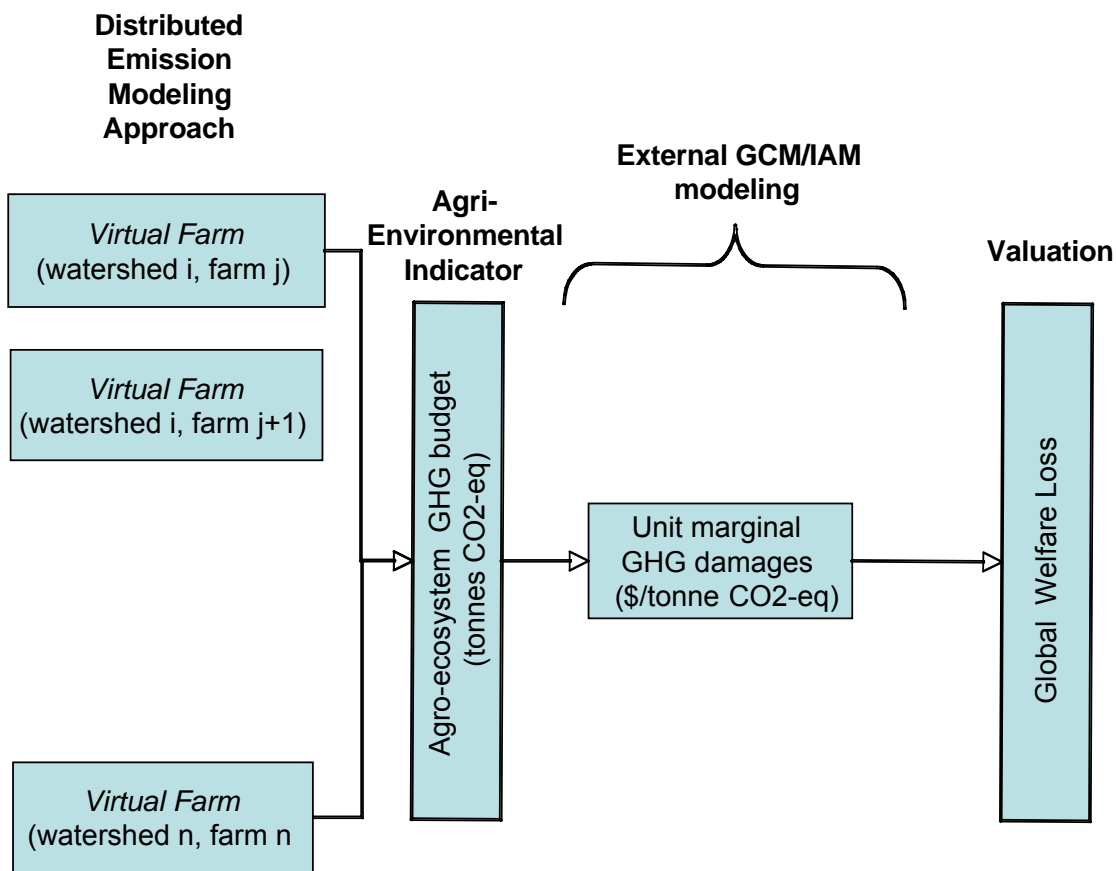 Distributed
Emission
Modeling
Approach
External GCM/IAM
modeling
Agri-
Environmental
Indicator
Valuation
Virtual Farm
(watershed i, farm j)
Virtual Farm
(watershed i, farm j+1)
Virtual Farm
(watershed n, farm n
Agro-ecosystem GHG budget
(tonnes CO2-eq)
Unit marginal
GHG damages
($/tonne CO2-eq)
Global Welfare Loss